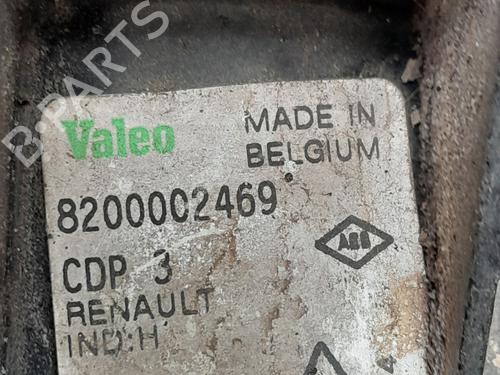 B-PARTS
Valeo
MADE IN
BELGIUM
8200002469
CDP 3
RENAULT
IND:H